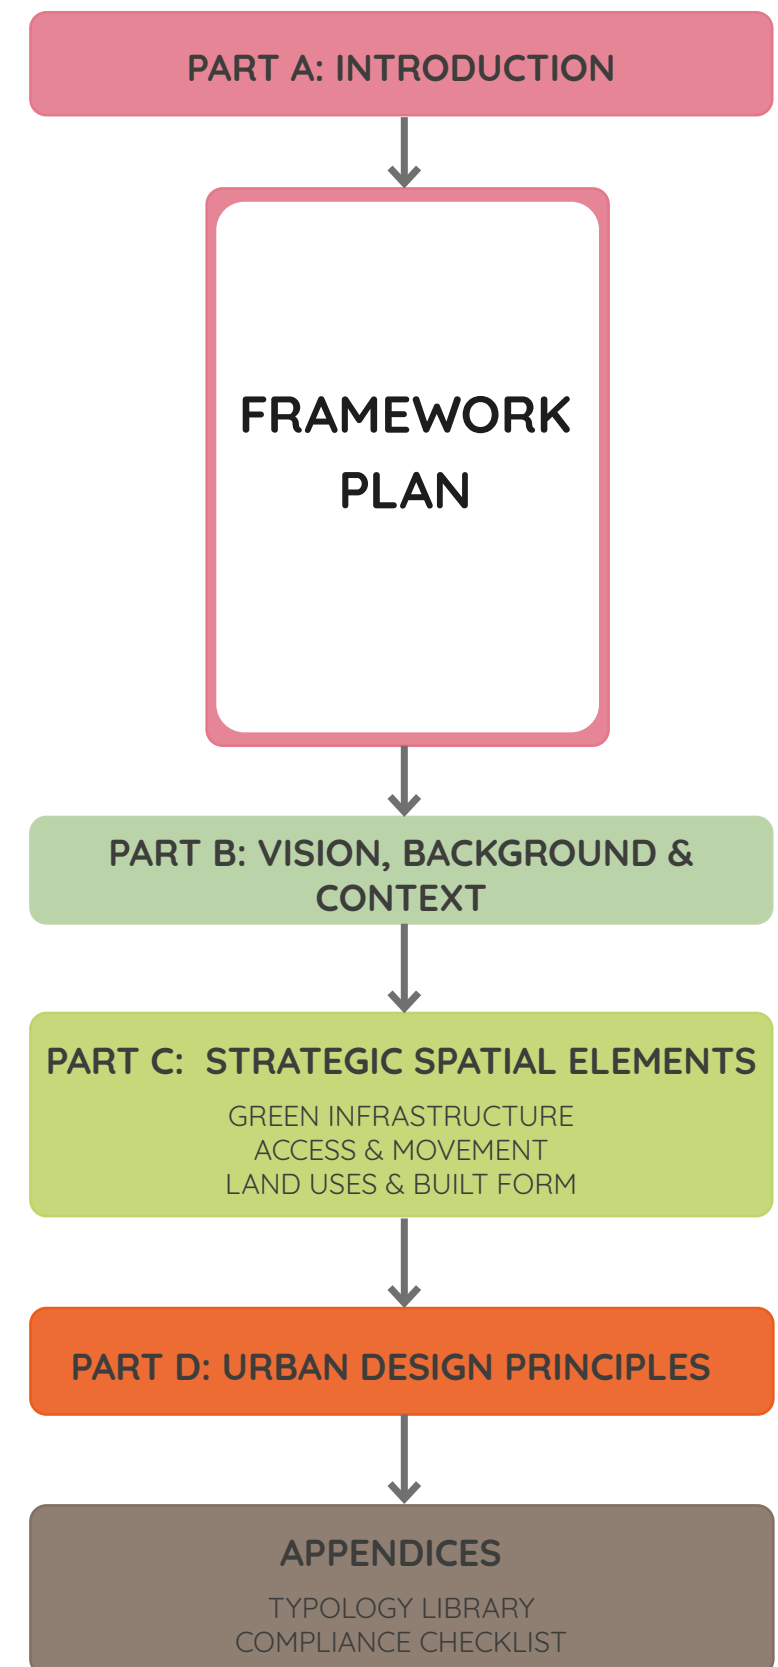 PART A: INTRODUCTION
FRAMEWORK
PLAN
PART B: VISION, BACKGROUND &
CONTEXT
PART C: STRATEGIC SPATIAL ELEMENTS
GREEN INFRASTRUCTURE
ACCESS & MOVEMENT
LAND USES & BUILT FORM
PART D: URBAN DESIGN PRINCIPLES
APPENDICES
TYPOLOGY LIBRARY
COMPLIANCE CHECKLIST